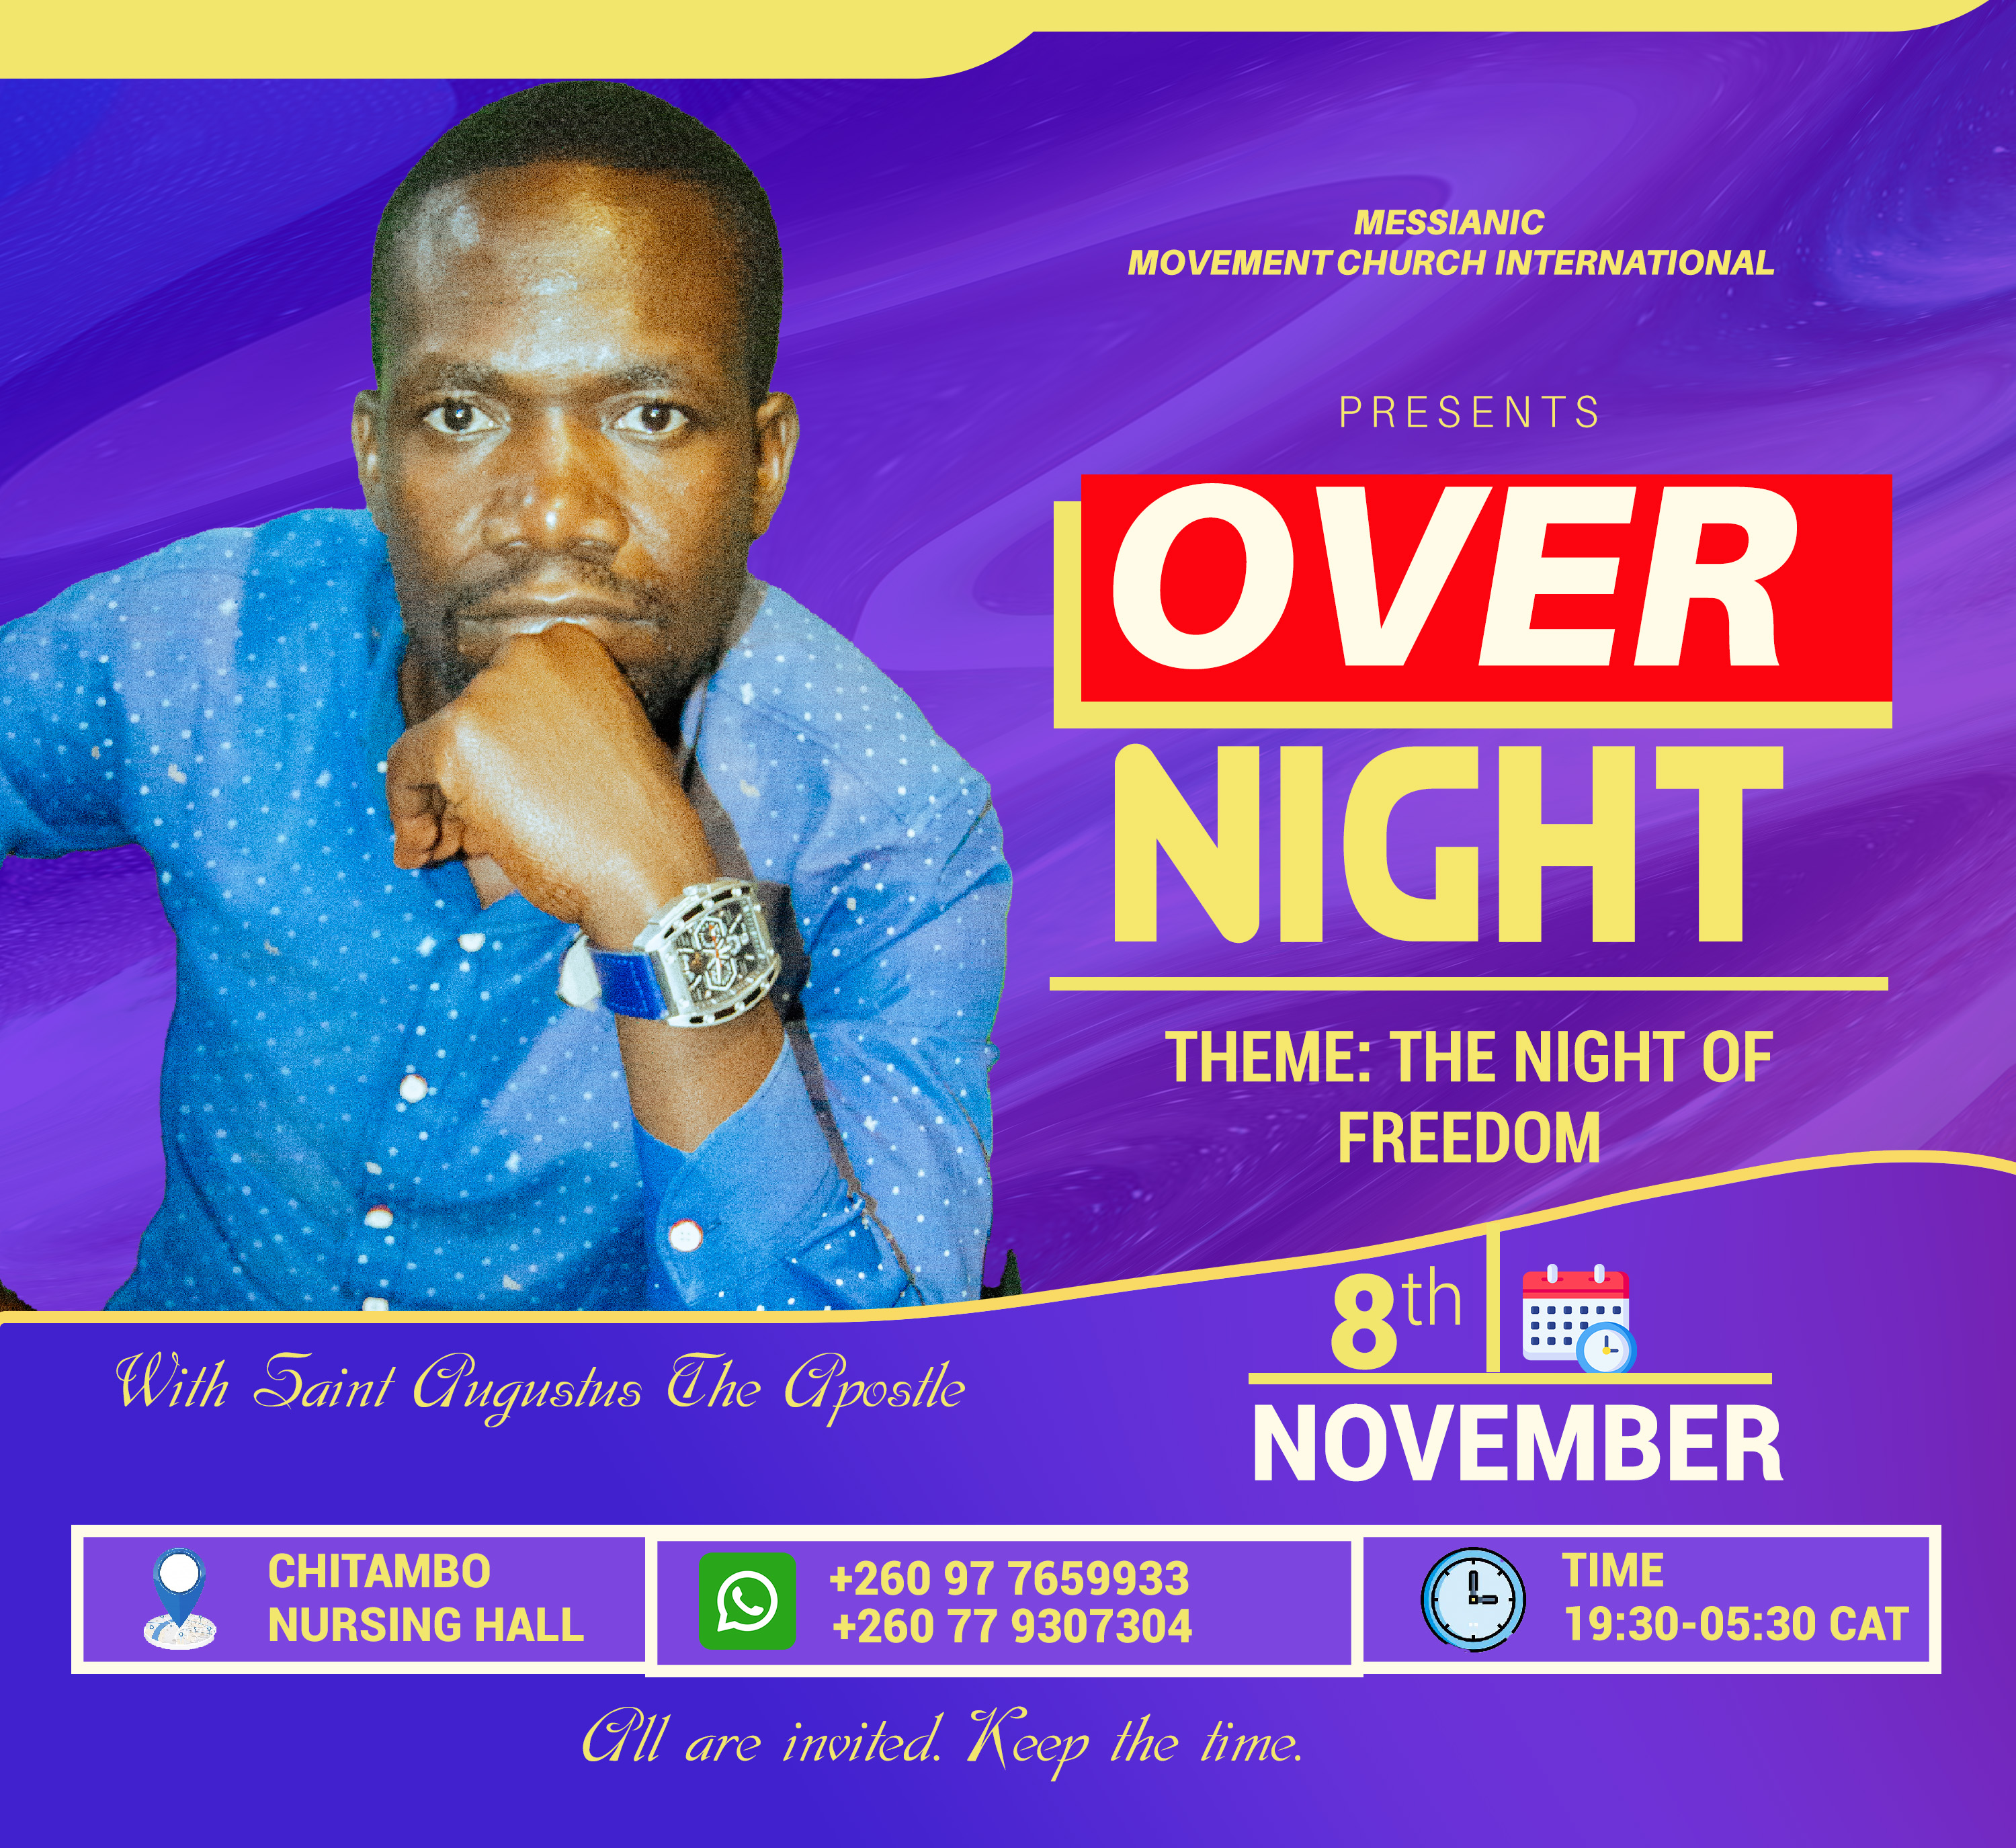 MESSIANIC
MOVEMENT CHURCH INTERNATIONAL
PRESENTS
OVER
NIGHT
THEME: THE NIGHT OF
FREEDOM
8th
NOVEMBER
With Saint Augustus The Apostle
CHITAMBO
NURSING HALL
+260 97 7659933
+260 77 9307304
TIME
19:30-05:30 CAT
All are invited. Keep the time.